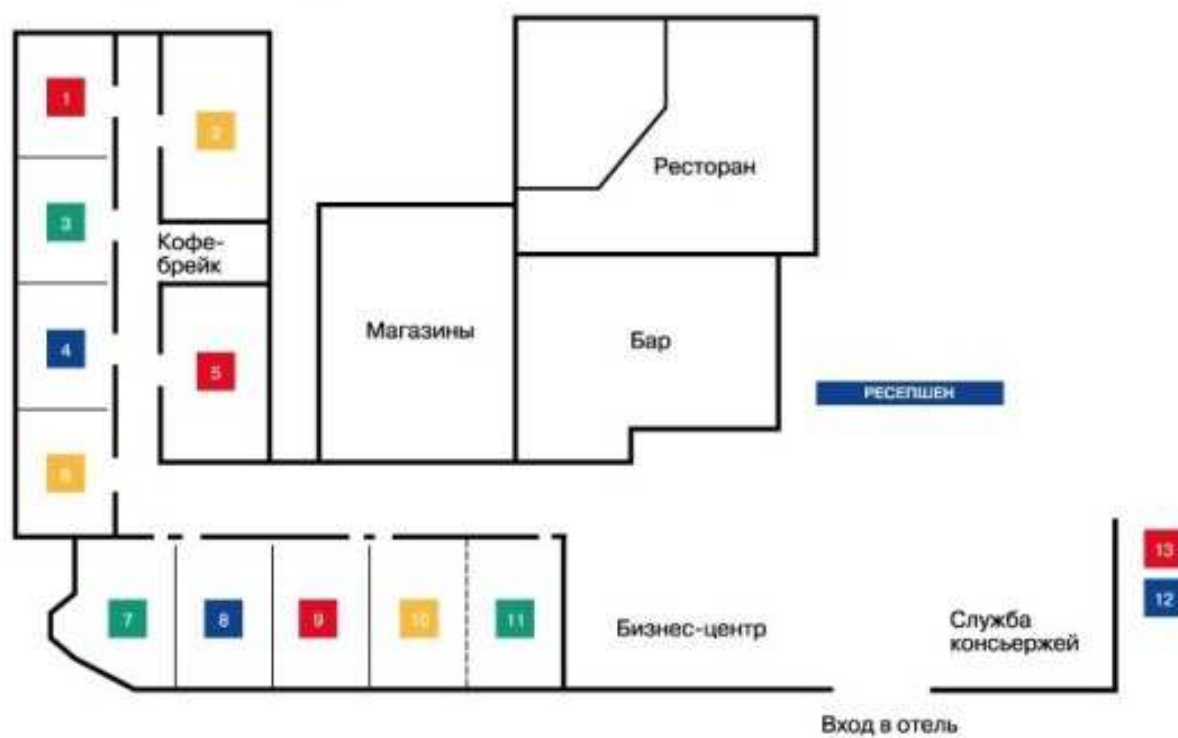 1
2
3
Ресторан
Кофе-
брейк
Магазины
Бар
4
5
РЕСЕПШЕН
6
13
12
7
8
9
10
11
Бизнес-центр
Служба
консьержей
Вход в отель